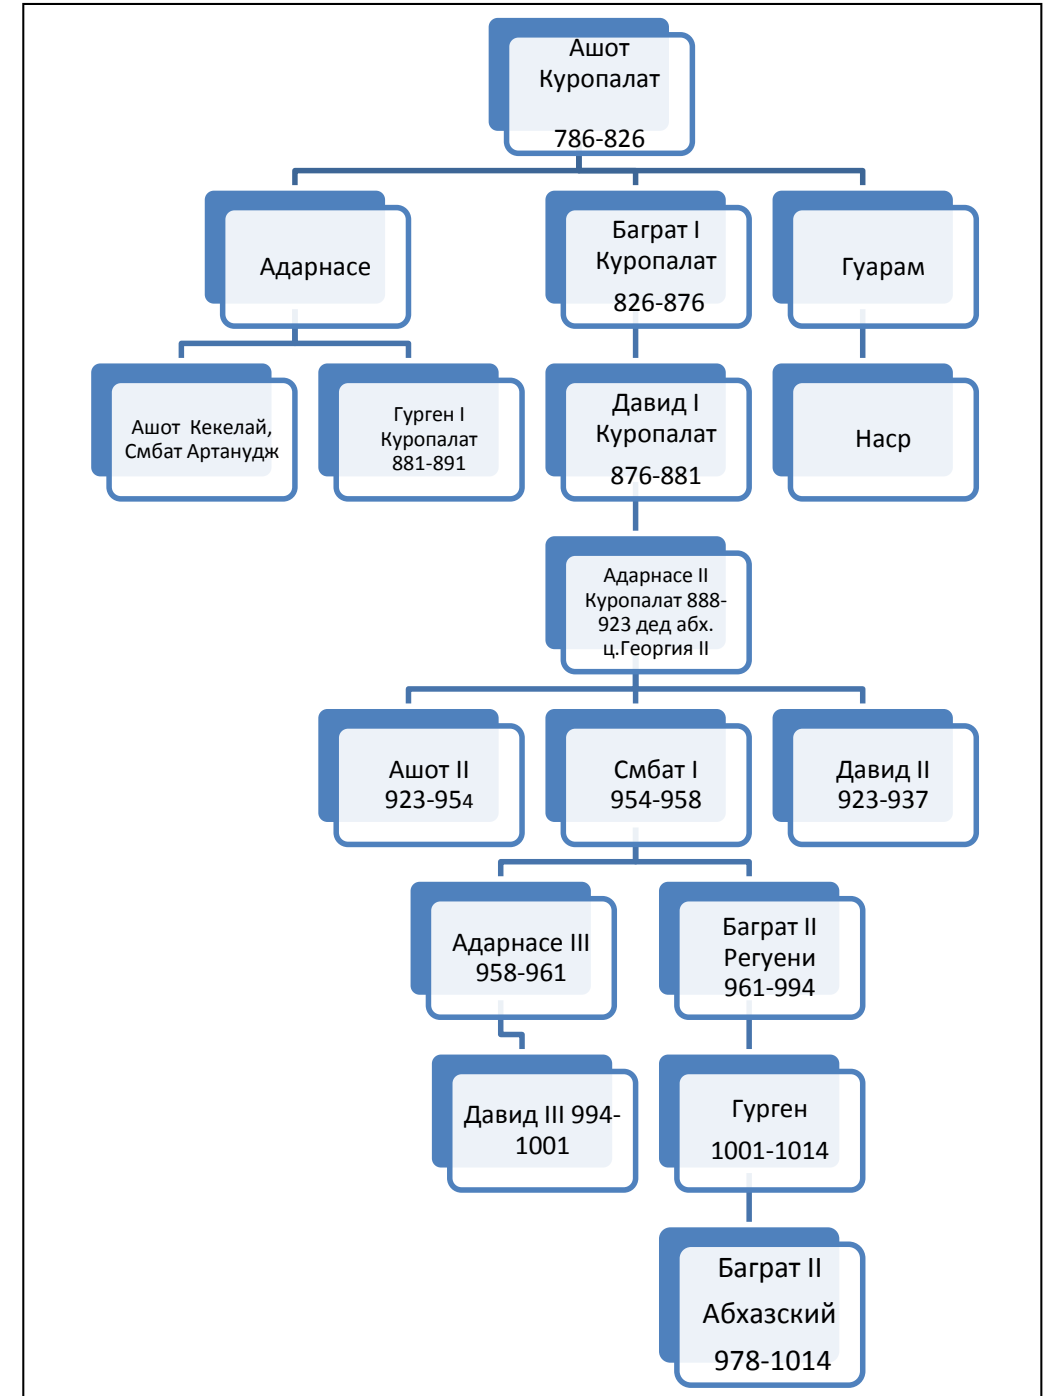 Ашот
Куропалат
786-826
Адарнасе
Баграт I
Куропалат
826-876
Гуарам
Ашот Кекелай,
Смбат Артанудж
Гурген I
Куропалат
881-891
Давид I
Куропалат
876-881
Наср
Адарнасе II
Куропалат 888-
923 дед абх.
ц.Георгия II
Ашот II
923-954
Смбат I
954-958
Давид II
923-937
Адарнасе III
958-961
Баграт II
Регуени
961-994
Давид III 994-
1001
Гурген
1001-1014
Баграт II
Абхазский
978-1014